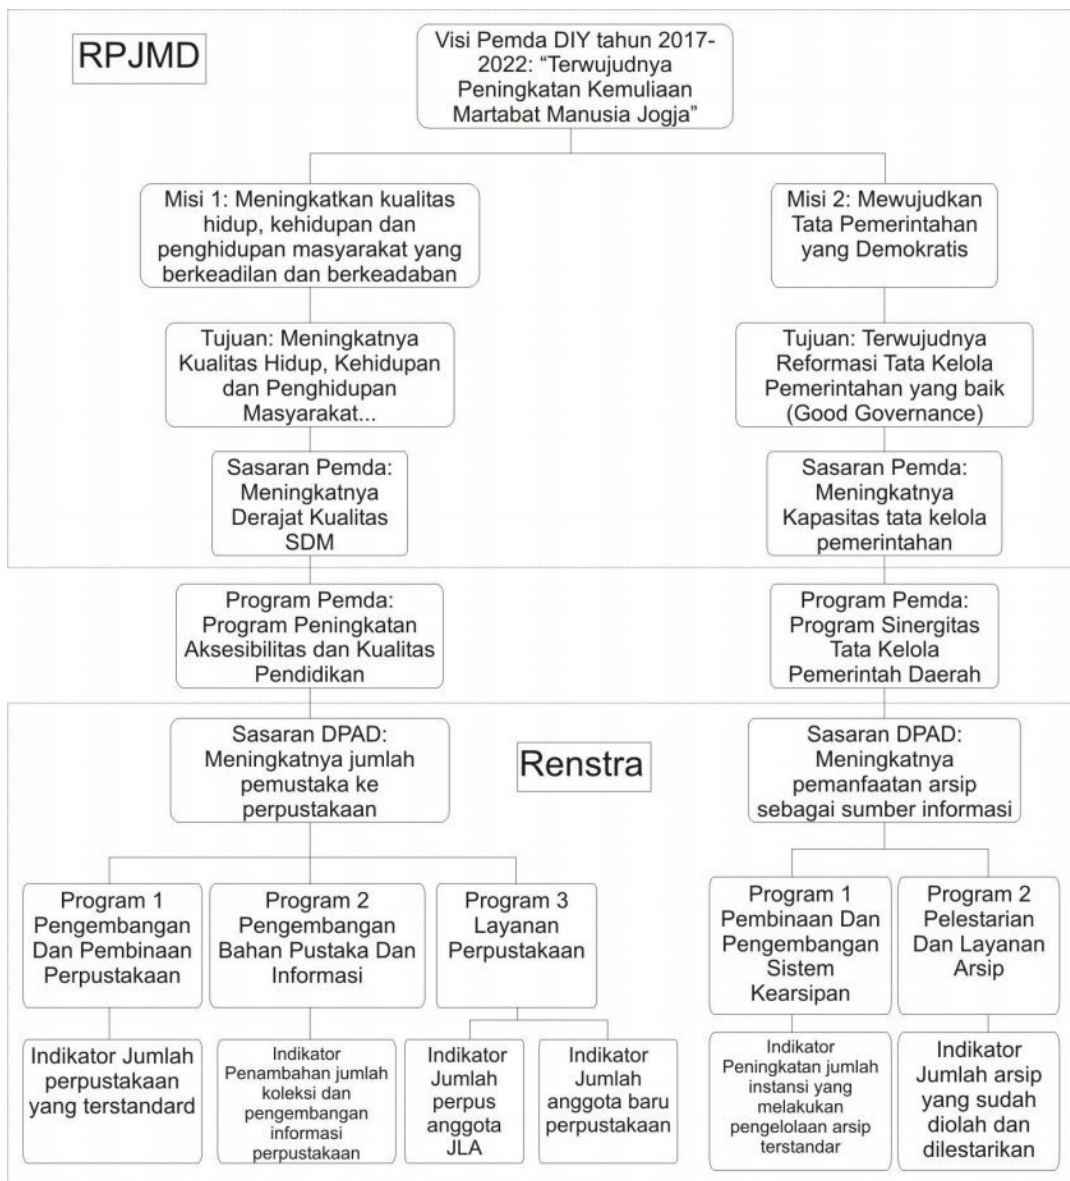 RPJMD
Visi Pemda DIY tahun 2017-
2022: “Terwujudnya
Peningkatan Kemuliaan
Martabat Manusia Jogja”
Misi 1: Meningkatkan kualitas
hidup, kehidupan dan
penghidupan masyarakat yang
berkeadilan dan berkeadaban
Misi 2: Mewujudkan
Tata Pemerintahan
yang Demokratis
Tujuan: Meningkatnya
Kualitas Hidup, Kehidupan
dan Penghidupan
Masyarakat...
Tujuan: Terwujudnya
Reformasi Tata Kelola
Pemerintahan yang baik
(Good Governance)
Sasaran Pemda:
Meningkatnya
Derajat Kualitas
SDM
Sasaran Pemda:
Meningkatnya
Kapasitas tata kelola
pemerintahan
Program Pemda:
Program Peningkatan
Aksesibilitas dan Kualitas
Pendidikan
Program Pemda:
Program Sinergitas
Tata Kelola
Pemerintah Daerah
Sasaran DPAD:
Meningkatnya jumlah
pemustaka ke
perpustakaan
Renstra
Sasaran DPAD:
Meningkatnya
pemanfaatan arsip
sebagai sumber informasi
Program 1
Pengembangan
Dan Pembinaan
Perpustakaan
Program 2
Pengembangan
Bahan Pustaka Dan
Informasi
Program 3
Layanan
Perpustakaan
Program 1
Pembinaan Dan
Pengembangan
Sistem
Kearsipan
Program 2
Pelestarian
Dan Layanan
Arsip
Indikator Jumlah
perpustakaan
yang terstandard
Indikator
Penambahan jumlah
koleksi dan
pengembangan
informasi
perpustakaan
Indikator
Jumlah
perpus
anggota
JLA
Indikator
Jumlah
anggota baru
perpustakaan
Indikator
Peningkatan jumlah
instansi yang
melakukan
pengelolaan arsip
terstandar
Indikator
Jumlah arsip
yang sudah
diolah dan
dilestarikan